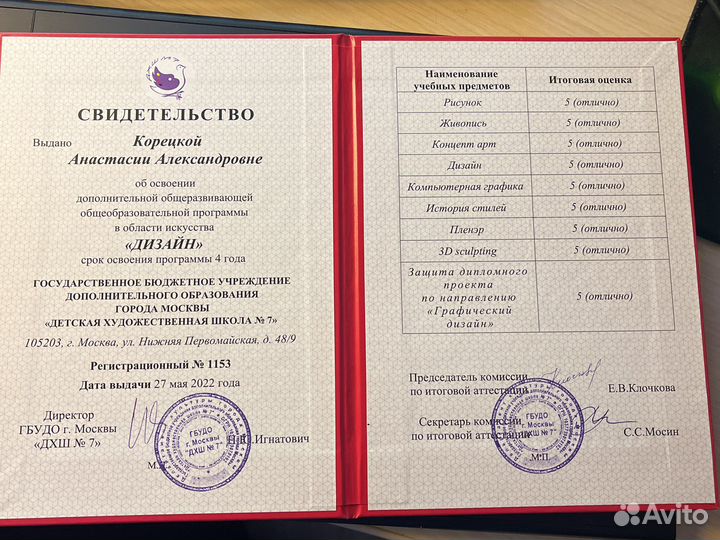 СВИДЕТЕЛЬСТВО
Выдано Корецкой
Анастасии Александровне
об освоении
дополнительной общеразвивающей
общеобразовательной программы
в области искусства
«ДИЗАЙН»
срок освоения программы 4 года
ГОСУДАРСТВЕННОЕ БЮДЖЕТНОЕ УЧРЕЖДЕНИЕ
ДОПОЛНИТЕЛЬНОГО ОБРАЗОВАНИЯ
ГОРОДА МОСКВЫ
«ДЕТСКАЯ ХУДОЖЕСТВЕННАЯ ШКОЛА № 7»
105203, г. Москва, ул. Нижняя Первомайская, д. 48/9
Регистрационный № 1153
Дата выдачи 27 мая 2022 года
Директор
ГБУДО г. Москвы
«ДХШ № 7»
Игнатович
ГБУДО
г. Москвы
"ДХШ № 7"
Наименование учебных предметов Итоговая оценка
Рисунок 5 (отлично)
Живопись 5 (отлично)
Концепт арт 5 (отлично)
Дизайн 5 (отлично)
Компьютерная графика 5 (отлично)
История стилей 5 (отлично)
Пленэр 5 (отлично)
3D sculpting 5 (отлично)
Защита дипломного
проекта
по направлению
«Графический
дизайн» 5 (отлично)
Председатель комиссии
по итоговой аттестации Е.В.Клочкова
Секретарь комиссии
по итоговой аттестации С.С.Мосин
ГБУДО
г. Москвы
"ДХШ № 7"
М.П.
Avito